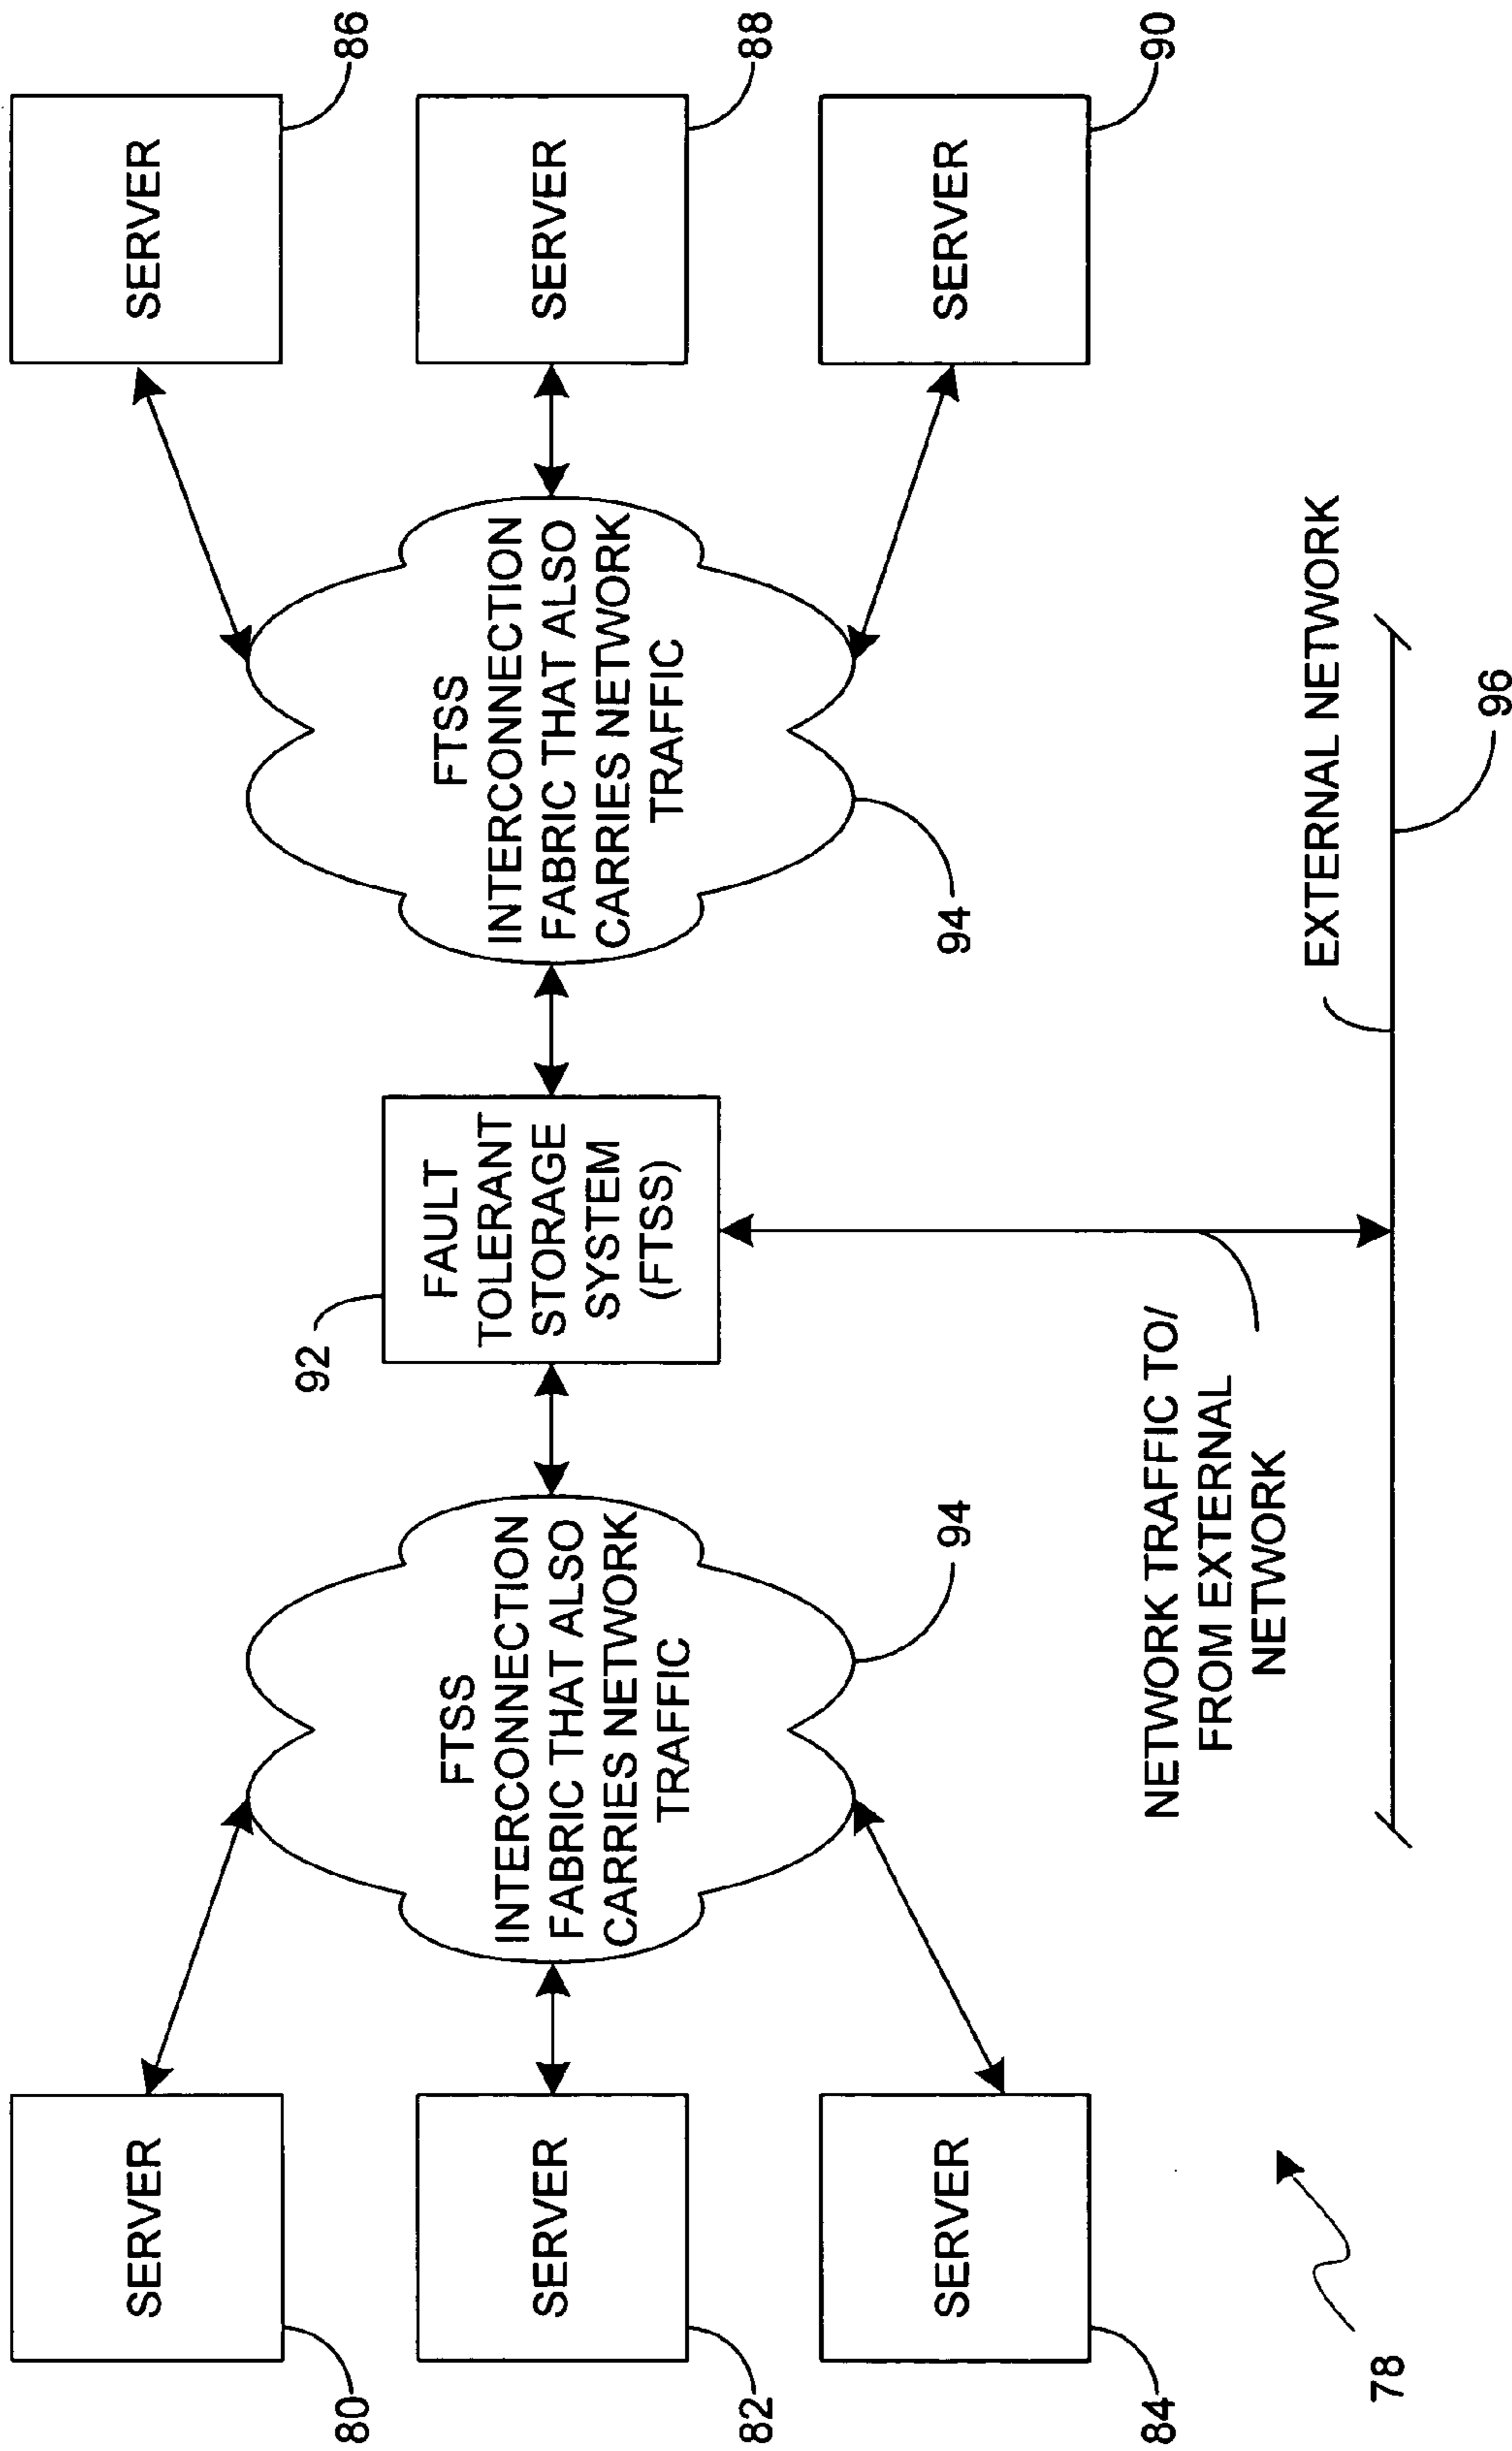 SERVER
80
SERVER
82
SERVER
84
78
FTSS
INTERCONNECTION
FABRIC THAT ALSO
CARRIES NETWORK
TRAFFIC
94
92
FAULT
TOLERANT
STORAGE
SYSTEM
(FTSS)
FTSS
INTERCONNECTION
FABRIC THAT ALSO
CARRIES NETWORK
TRAFFIC
94
SERVER
86
SERVER
88
SERVER
90
NETWORK TRAFFIC TO/
FROM EXTERNAL
NETWORK
EXTERNAL NETWORK
96